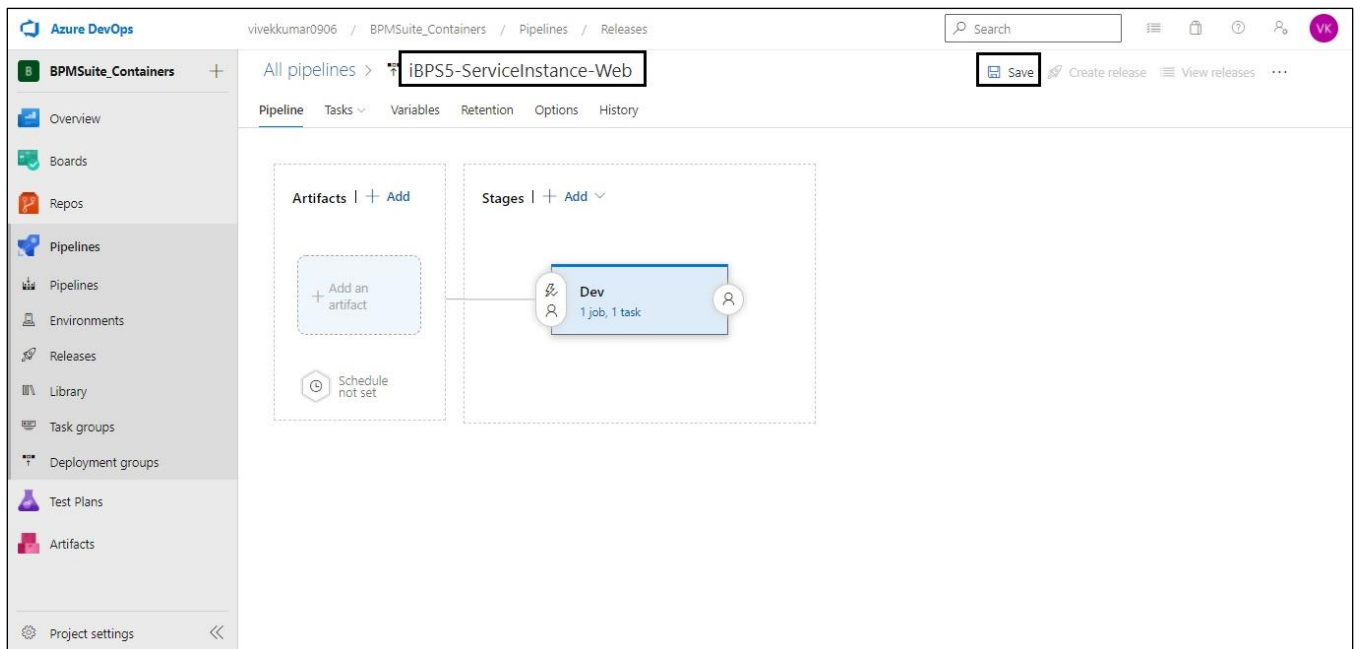 Azure DevOps
vivekkumar0906 / BPMSuite_Containers / Pipelines / Releases
Search
VK
B BPMSuite_Containers
All pipelines > iBPS5-ServiceInstance-Web
Save Create release View releases ...
Pipeline Tasks Variables Retention Options History
Overview
Boards
Repos
Pipelines
Pipelines
Environments
Releases
Library
Task groups
Deployment groups
Test Plans
Artifacts
Project settings
Artifacts | + Add
Stages | + Add
+ Add an
artifact
Schedule
not set
Dev
1 job, 1 task